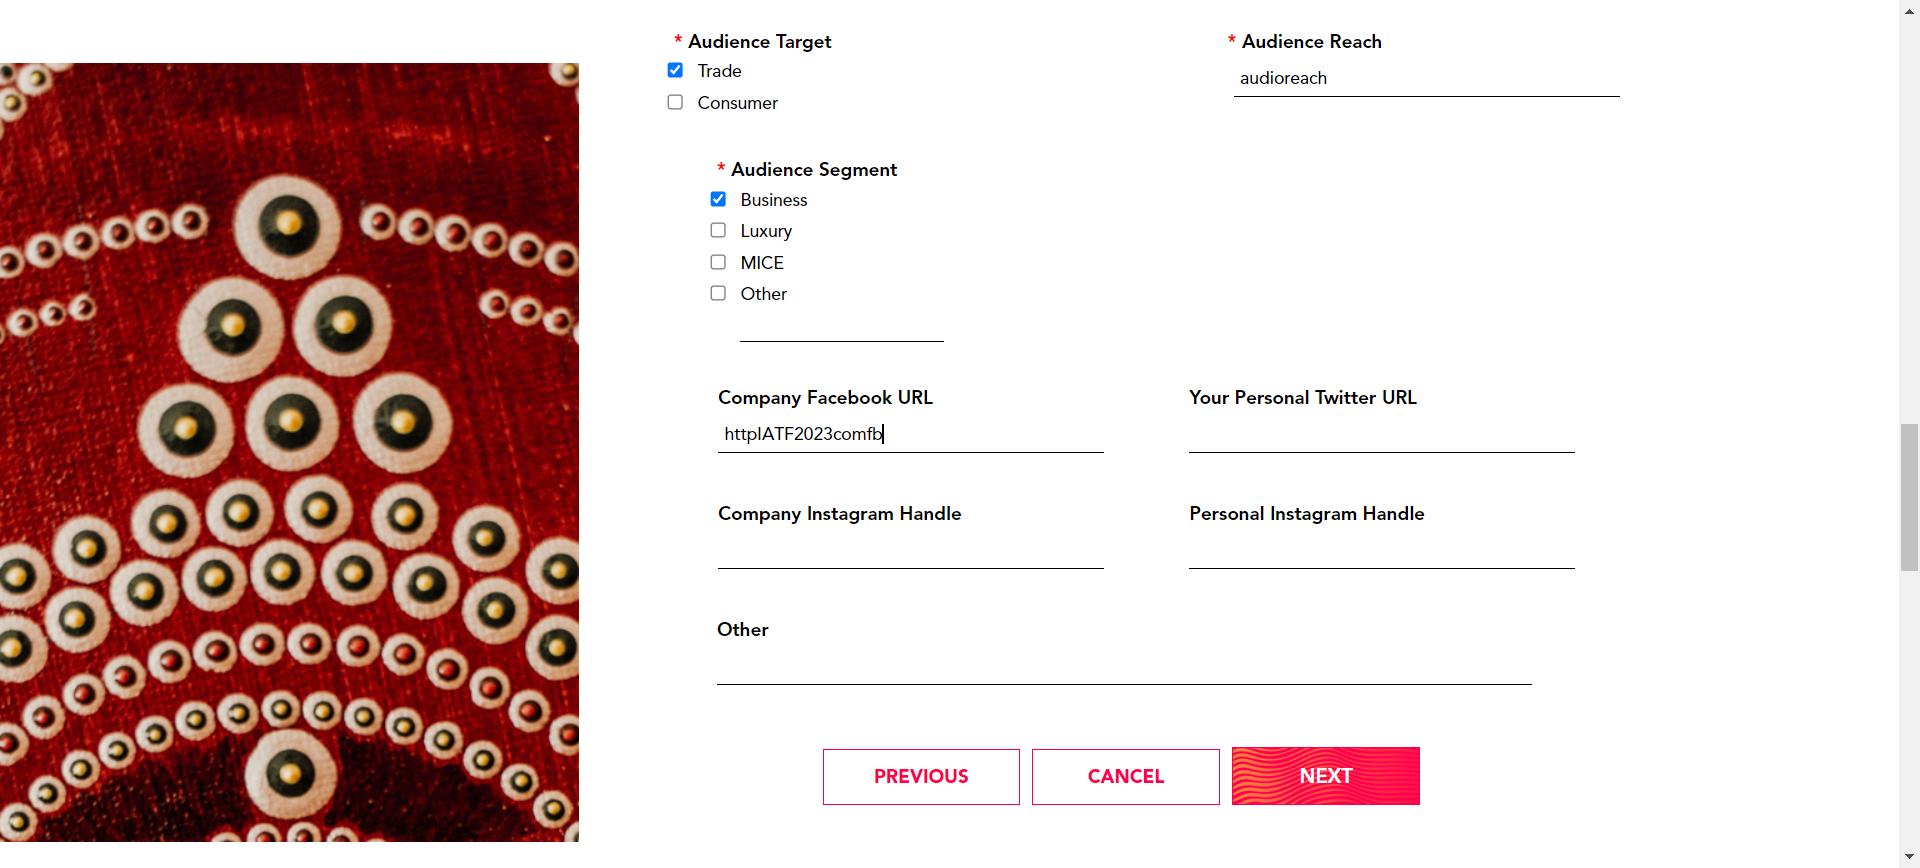 * Audience Target
Trade
Consumer
* Audience Reach
audioreach
* Audience Segment
Business
Luxury
MICE
Other
Company Facebook URL
httpIATF2023comfb
Your Personal Twitter URL
Company Instagram Handle
Personal Instagram Handle
Other
PREVIOUS
CANCEL
NEXT